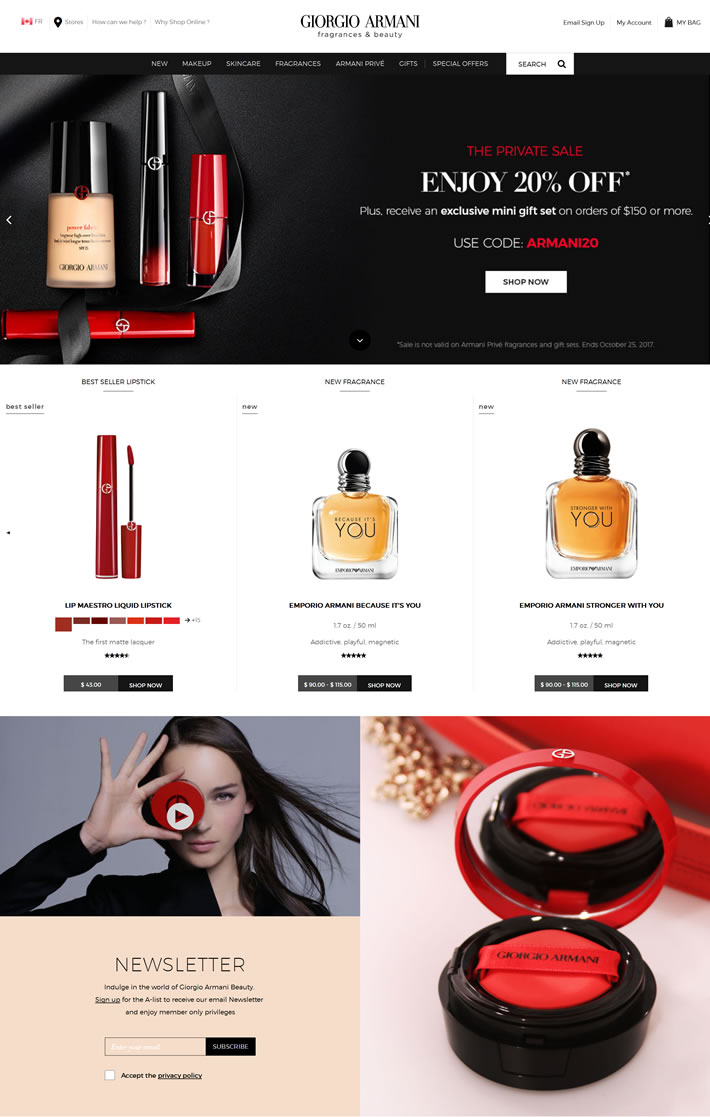 FR
Stores
How can we help ?
Why Shop Online ?
GIORGIO ARMANI
fragrances & beauty
Email Sign Up
My Account
MY BAG
NEW
MAKEUP
SKINCARE
FRAGRANCES
ARMANI PRIVÉ
GIFTS
SPECIAL OFFERS
SEARCH
power fabric
GIORGIO ARMANI
THE PRIVATE SALE
ENJOY 20% OFF*
Plus, receive an exclusive mini gift set on orders of $150 or more.
USE CODE: ARMANI20
SHOP NOW
*Sale is not valid on Armani Privé fragrances and gift sets. Ends October 25, 2017.
BEST SELLER LIPSTICK
best seller
LIP MAESTRO LIQUID LIPSTICK
+15
The first matte lacquer
$ 43.00
SHOP NOW
NEW FRAGRANCE
new
BECAUSE IT'S
YOU
EMPORIO ARMANI
EMPORIO ARMANI BECAUSE IT'S YOU
1.7 oz. / 50 ml
Addictive, playful, magnetic
$ 90.00 - $ 115.00
SHOP NOW
NEW FRAGRANCE
new
STRONGER WITH
YOU
EMPORIO ARMANI
EMPORIO ARMANI STRONGER WITH YOU
1.7 oz. / 50 ml
Addictive, playful, magnetic
$ 90.00 - $ 115.00
SHOP NOW
NEWSLETTER
Indulge in the world of Giorgio Armani Beauty.
Sign up for the A-list to receive our email Newsletter
and enjoy member only privileges
Enter your email
SUBSCRIBE
Accept the privacy policy
GIORGIO ARMANI